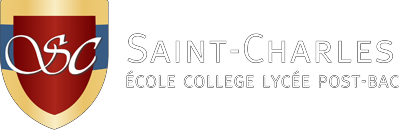 SC
SAINT-CHARLES
ÉCOLE COLLEGE LYCÉE POST-BAC